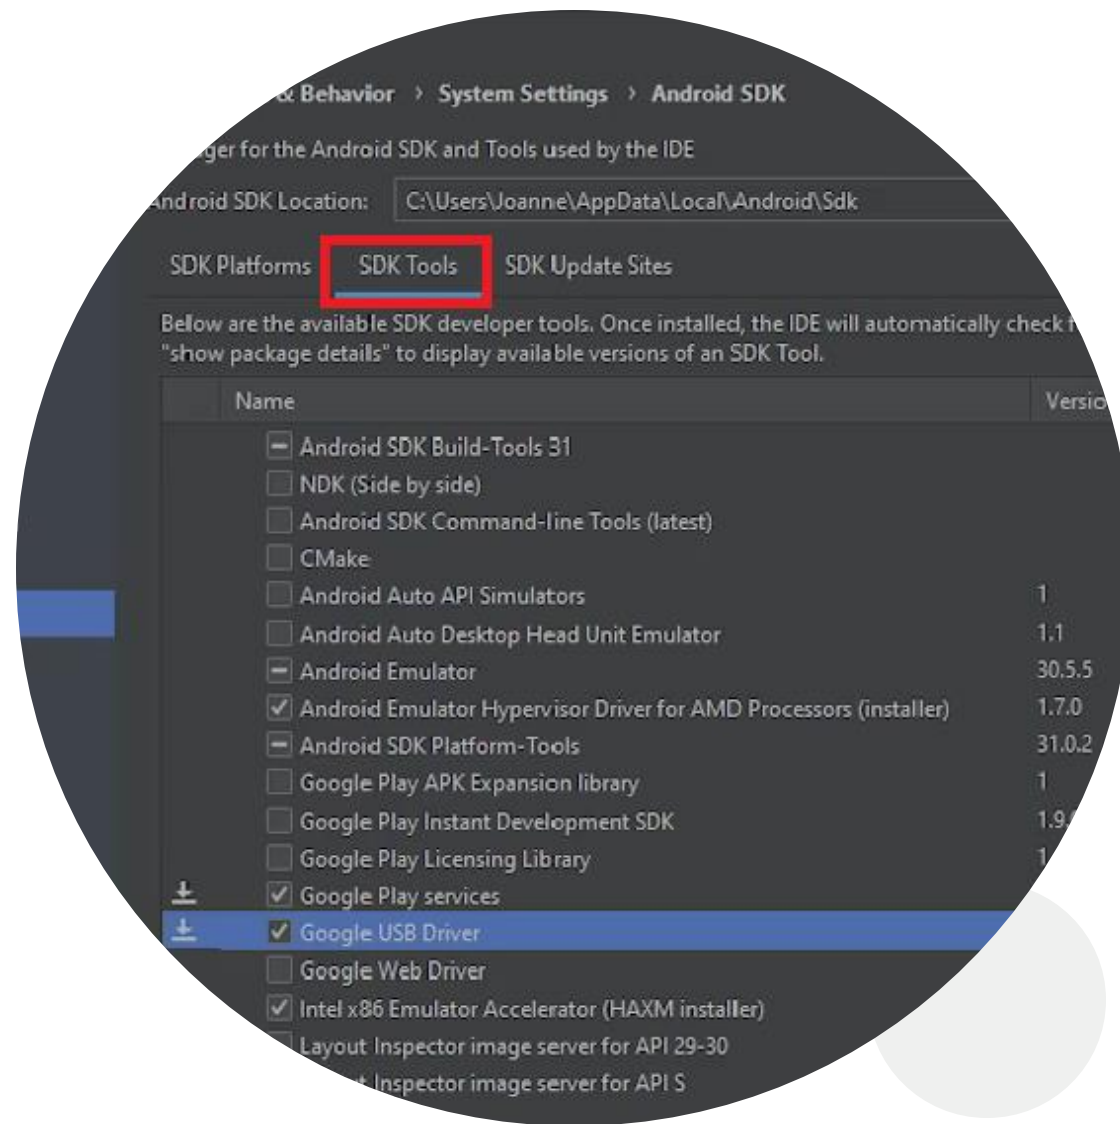 & Behavior > System Settings > Android SDK
for the Android SDK and Tools used by the IDE
Android SDK Location: C:\Users\Joanne\AppData\Local\Android\Sdk
SDK Platforms SDK Tools SDK Update Sites
Below are the available SDK developer tools. Once installed, the IDE will automatically check
"show package details" to display available versions of an SDK Tool.
Name
Android SDK Build-Tools 31
NDK (Side by side)
Android SDK Command-line Tools (latest)
CMake
Android Auto API Simulators 1
Android Auto Desktop Head Unit Emulator 1.1
Android Emulator 30.5.5
Android Emulator Hypervisor Driver for AMD Processors (installer) 1.7.0
Android SDK Platform-Tools 31.0.2
Google Play APK Expansion library 1
Google Play Instant Development SDK
Google Play Licensing Library 1
Google Play services
Google USB Driver
Google Web Driver
Intel x86 Emulator Accelerator (HAXM installer)
Layout Inspector image server for API 29-30
Inspector image server for API S